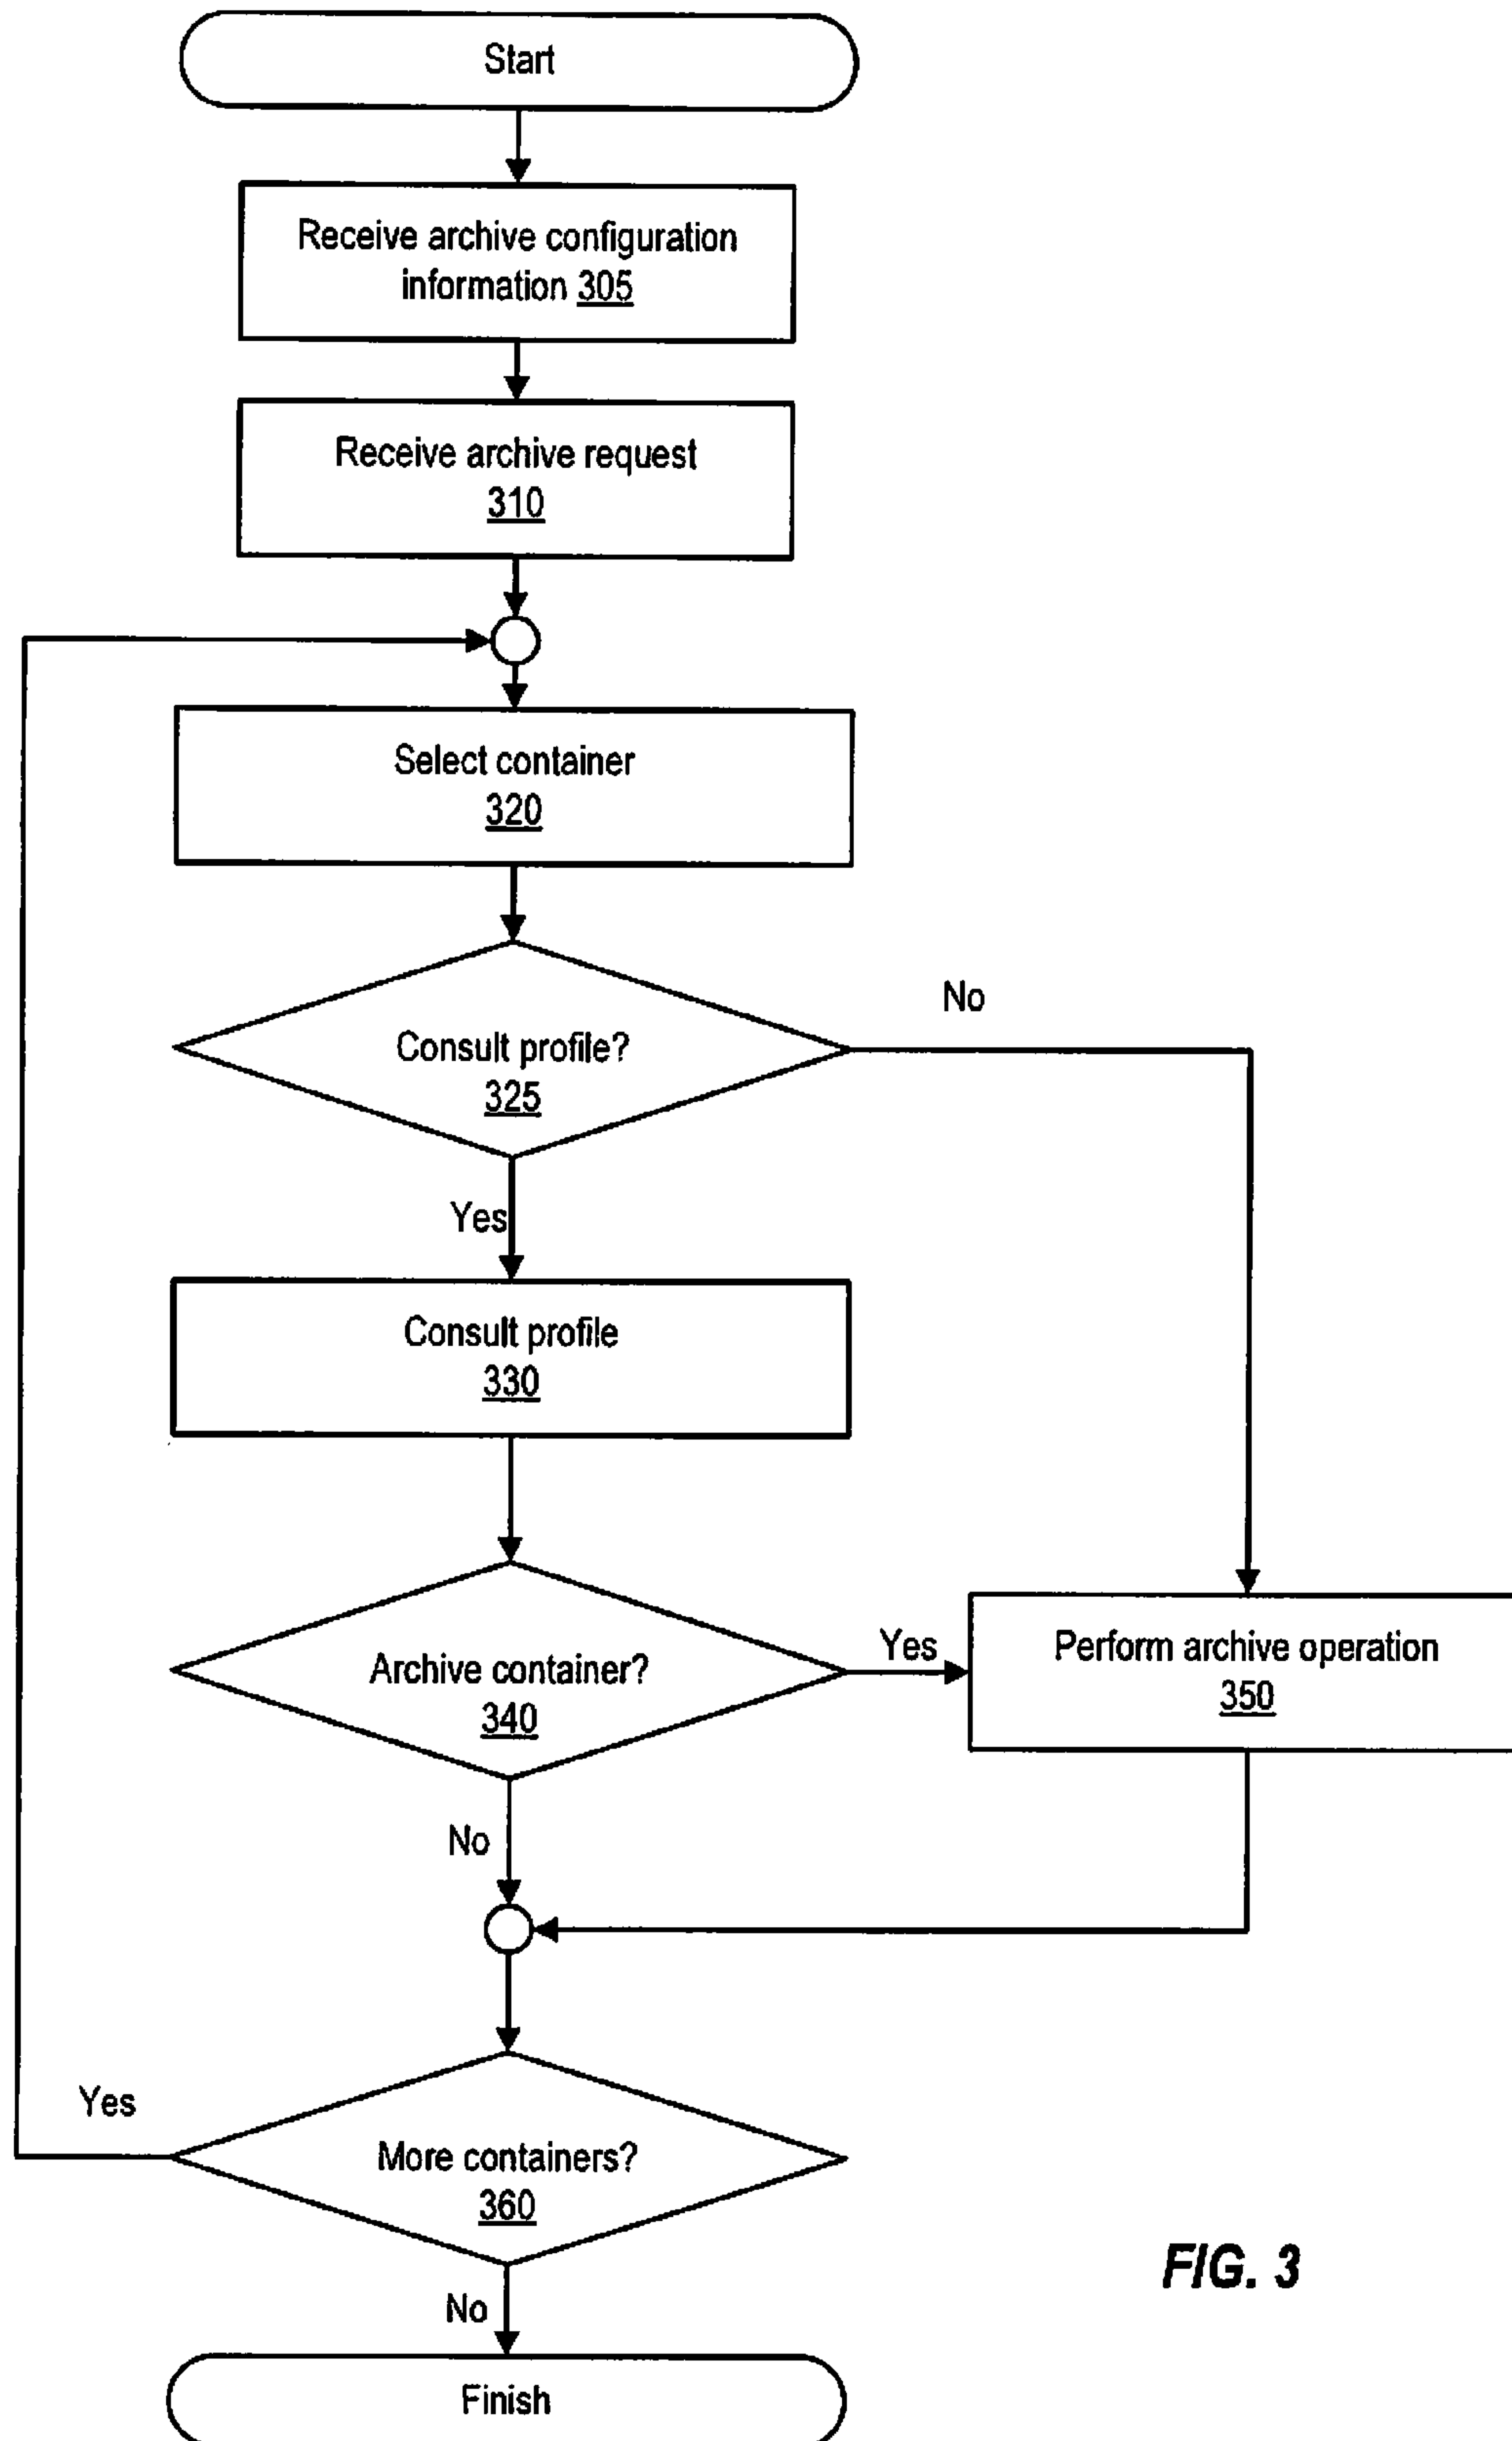 Start
Receive archive configuration
information 305
Receive archive request
310
Select container
320
Consult profile?
325
No
Yes
Consult profile
330
Archive container?
340
Yes
Perform archive operation
350
No
Yes
More containers?
360
No
FIG. 3
Finish